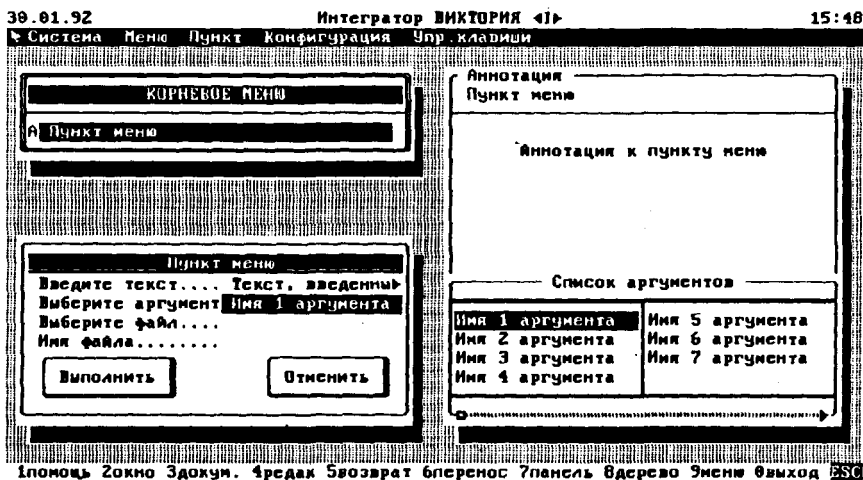 30.01.92 Интегратор ВИКТОРИЯ 15:48
Система Меню Пункт Конфигурация Упр.клавиши
КОРНЕВОЕ МЕНЮ
А Пункт меню
Аннотация
Пункт меню
Аннотация к пункту меню
Пункт меню
Введите текст.... Текст, введенны
Выберите аргумент Имя 1 аргумента
Выберите файл....
Имя файла........
Выполнить Отменить
Список аргументов
Имя 1 аргумента Имя 5 аргумента
Имя 2 аргумента Имя 6 аргумента
Имя 3 аргумента Имя 7 аргумента
Имя 4 аргумента
1помощь 2окно 3докум. 4редак 5возврат 6перенос 7панель 8дерево 9меню 0выход ESC